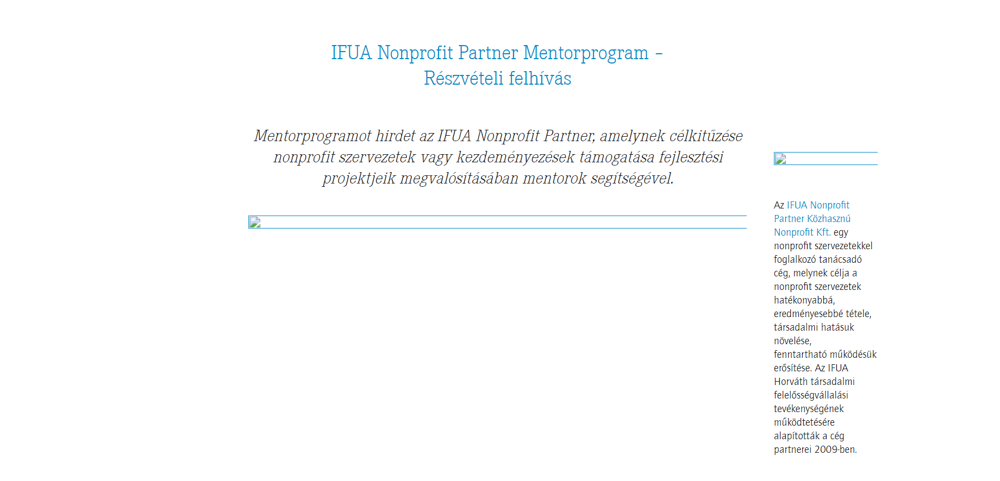 IFUA Nonprofit Partner Mentorprogram –
Részvételi felhívás
Mentorprogramot hirdet az IFUA Nonprofit Partner, amelynek célkitűzése
nonprofit szervezetek vagy kezdeményezések támogatása fejlesztési
projektjeik megvalósításában mentorok segítségével.
Az IFUA Nonprofit
Partner Közhasznú
Nonprofit Kft. egy
nonprofit szervezetekkel
foglalkozó tanácsadó
cég, melynek célja a
nonprofit szervezetek
hatékonyabbá,
eredményesebbé tétele,
társadalmi hatásuk
növelése,
fenntartható működésük
erősítése. Az IFUA
Horváth társadalmi
felelősségvállalási
tevékenységének
működtetésére
alapították a cég
partnerei 2009-ben.